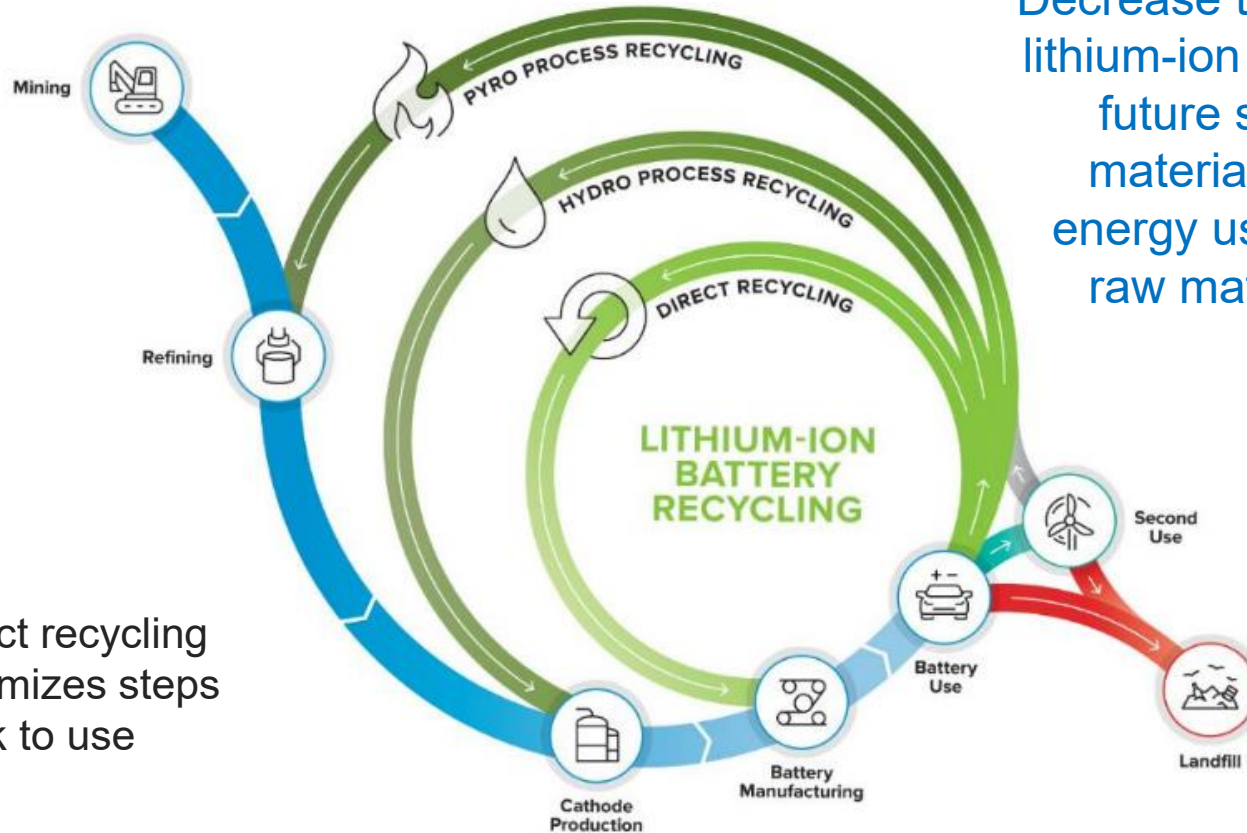 Decrease t
lithium-ion
future s
materia
energy us
raw mat
Mining
PYRO PROCESS RECYCLING
HYDRO PROCESS RECYCLING
DIRECT RECYCLING
Refining
LITHIUM-ION
BATTERY
RECYCLING
Second
Use
ct recycling
mizes steps
k to use
Battery
Use
Landfill
Battery
Manufacturing
Cathode
Production